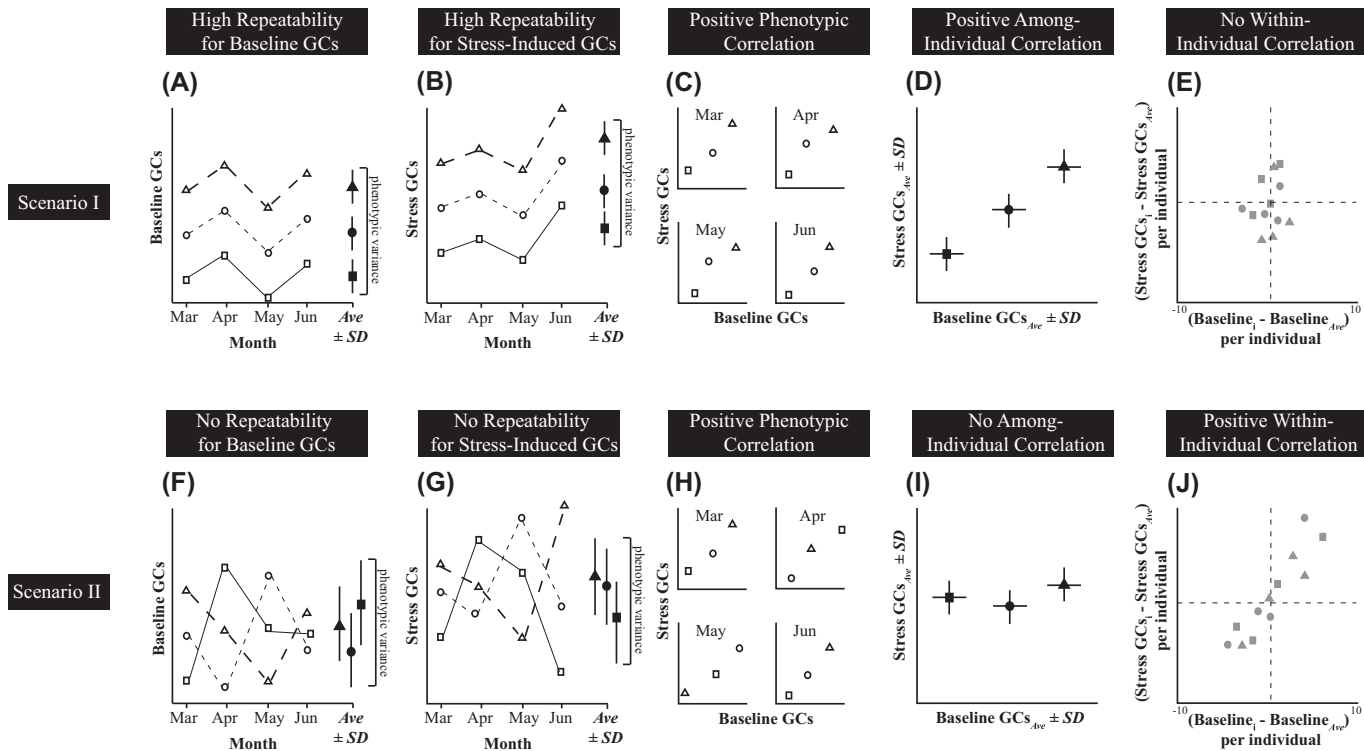 High Repeatability
for Baseline GCs
High Repeatability
for Stress-Induced GCs
Positive Phenotypic
Correlation
Positive Among-
Individual Correlation
No Within-
Individual Correlation
Scenario I
(A)
Baseline GCs
phenotypic variance
Mar Apr May Jun Ave
± SD
Month
(B)
Stress GCs
phenotypic variance
Mar Apr May Jun Ave
± SD
Month
(C)
Stress GCs
Mar
Apr
May
Jun
Baseline GCs
(D)
Stress GCsAve ± SD
Baseline GCsAve ± SD
(E)
(Stress GCsi - Stress GCsAve)
per individual
-10 10
(Baselinei - BaselineAve)
per individual
No Repeatability
for Baseline GCs
No Repeatability
for Stress-Induced GCs
Positive Phenotypic
Correlation
No Among-
Individual Correlation
Positive Within-
Individual Correlation
Scenario II
(F)
Baseline GCs
phenotypic variance
Mar Apr May Jun Ave
± SD
Month
(G)
Stress GCs
phenotypic variance
Mar Apr May Jun Ave
± SD
Month
(H)
Stress GCs
Mar
Apr
May
Jun
Baseline GCs
(I)
Stress GCsAve ± SD
Baseline GCsAve ± SD
(J)
(Stress GCsi - Stress GCsAve)
per individual
-10 10
(Baselinei - BaselineAve)
per individual